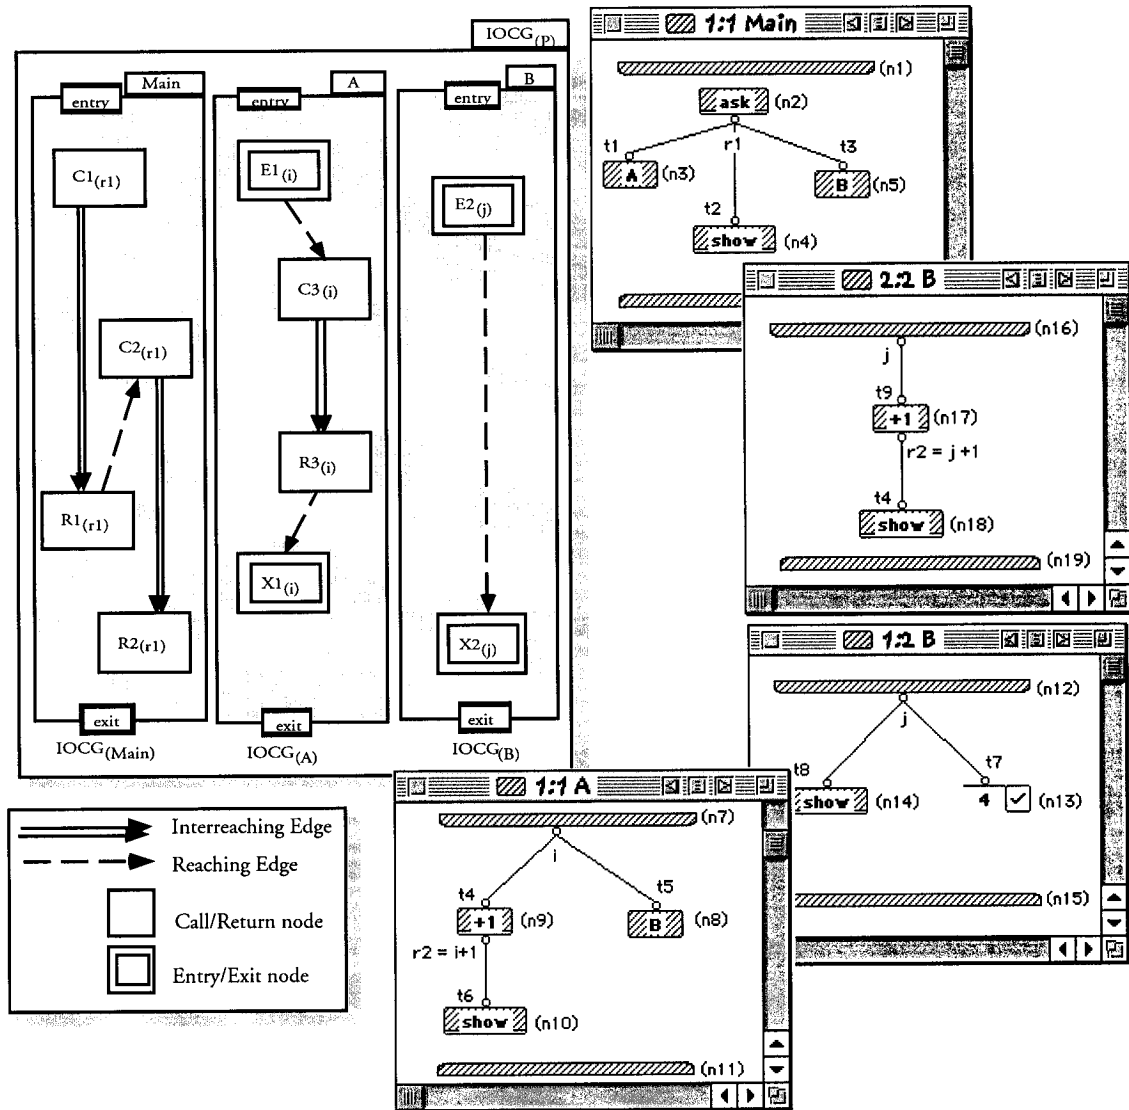 IOCG(P)
Main
entry
C1(r1)
C2(r1)
R1(r1)
R2(r1)
exit
IOCG(Main)
A
entry
E1(i)
C3(i)
R3(i)
X1(i)
exit
IOCG(A)
B
entry
E2(j)
X2(j)
exit
IOCG(B)
Interreaching Edge
Reaching Edge
Call/Return node
Entry/Exit node
1:1 Main
(n1)
ask (n2)
t1 r1 t3
A (n3) B (n5)
t2
show (n4)
2:2 B
(n16)
j
t9
+1 (n17)
r2 = j+1
t4
show (n18)
(n19)
1:2 B
(n12)
j
t8 t7
show (n14) 4 (n13)
(n15)
1:1 A
(n7)
i
t4 t5
+1 (n9) B (n8)
r2 = i+1
t6
show (n10)
(n11)